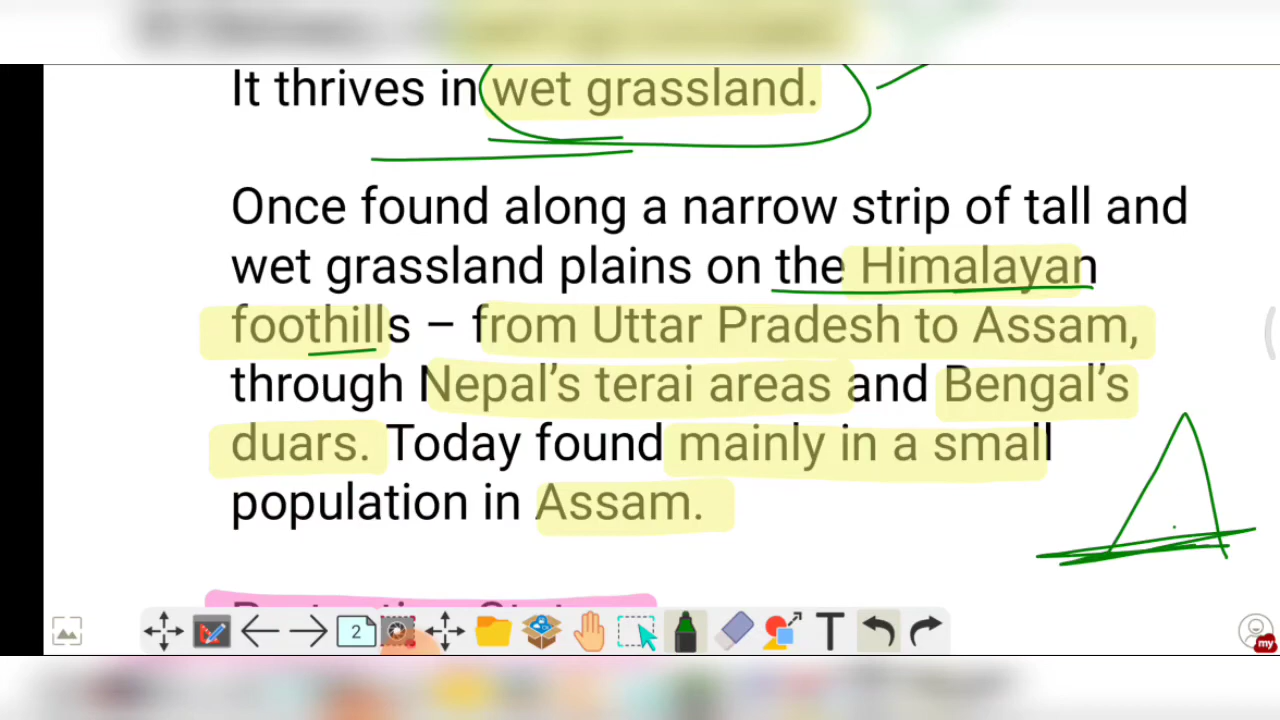 It thrives in wet grassland.
Once found along a narrow strip of tall and
wet grassland plains on the Himalayan
foothills – from Uttar Pradesh to Assam,
through Nepal's terai areas and Bengal's
duars. Today found mainly in a small
population in Assam.
2
T
my